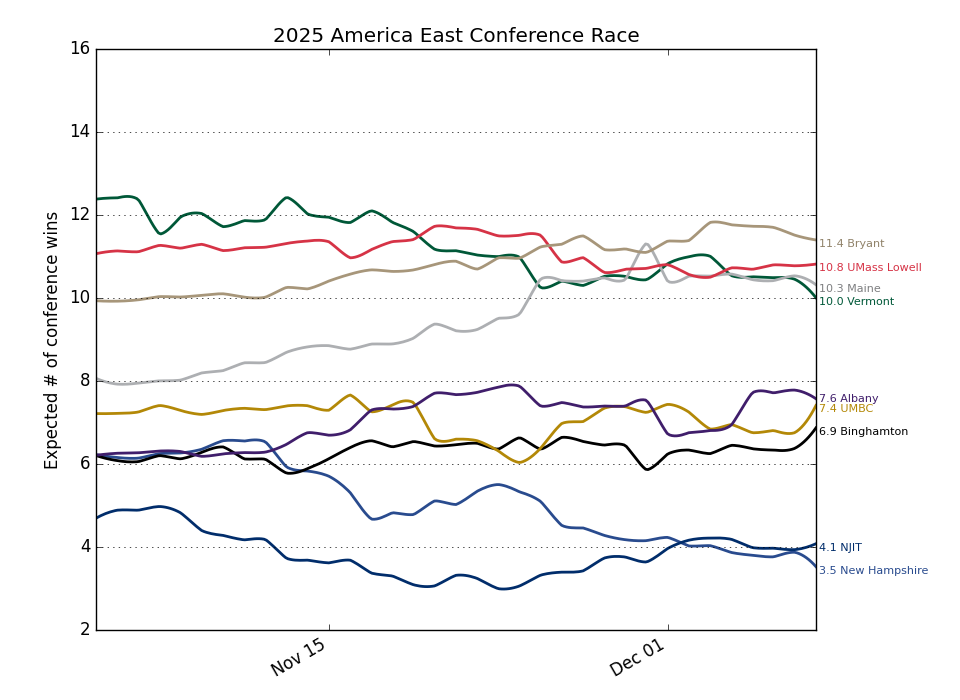 2025 America East Conference Race
Expected # of conference wins
16
14
12
10
8
6
4
2
Nov 15
Dec 01
11.4 Bryant
10.8 UMass Lowell
10.3 Maine
10.0 Vermont
7.6 Albany
7.4 UMBC
6.9 Binghamton
4.1 NJIT
3.5 New Hampshire